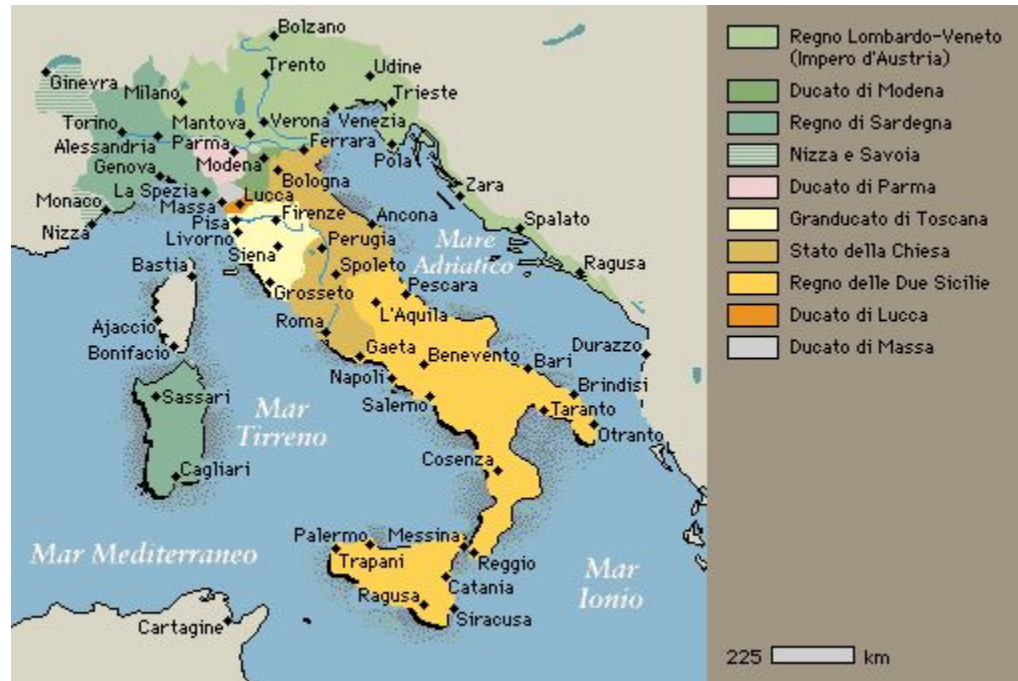 Bolzano
Trento
Udine
Ginevra
Milano
Trieste
Torino
Mantova
Verona
Venezia
Alessandria
Parma
Ferrara
Pola
Genova
Modena
Bologna
La Spezia
Lucca
Zara
Monaco
Massa
Firenze
Ancona
Spalato
Nizza
Pisa
Livorno
Perugia
Mare
Adriatico
Siena
Spoleto
Ragusa
Bastia
Pescara
Grosseto
L'Aquila
Ajaccio
Roma
Bonifacio
Gaeta
Benevento
Bari
Durazzo
Napoli
Brindisi
Sassari
Salerno
Taranto
Mar
Tirreno
Otranto
Cagliari
Cosenza
Palermo
Messina
Mar Mediterraneo
Trapani
Reggio
Mar
Ionio
Catania
Ragusa
Siracusa
Cartagine
Regno Lombardo-Veneto
(Impero d'Austria)
Ducato di Modena
Regno di Sardegna
Nizza e Savoia
Ducato di Parma
Granducato di Toscana
Stato della Chiesa
Regno delle Due Sicilie
Ducato di Lucca
Ducato di Massa
225 km